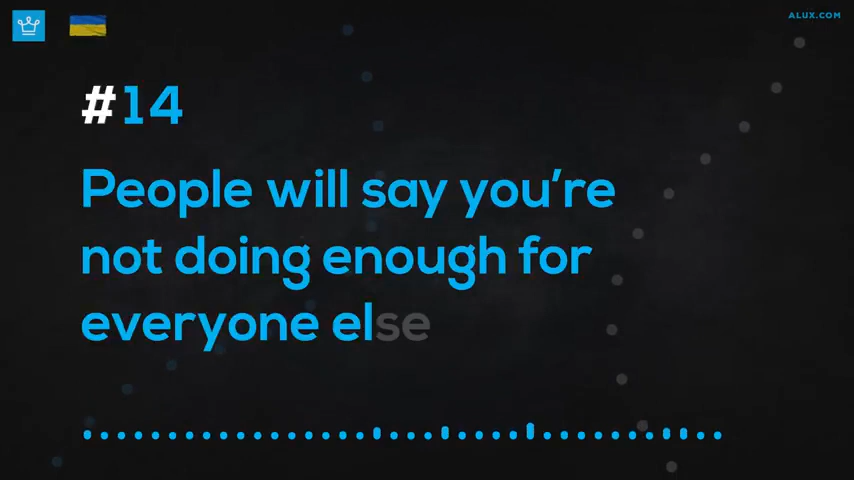 ALUX.COM
#14
People will say you're
not doing enough for
everyone else